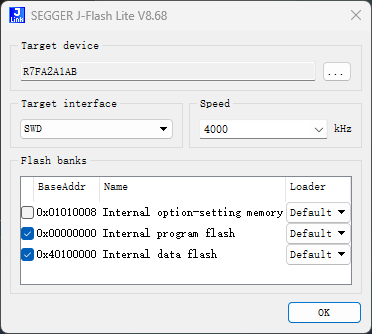 SEGGER J-Flash Lite V8.68
Target device
R7FA2A1AB
...
Target interface
Speed
SWD
4000
kHz
Flash banks
BaseAddr Name Loader
0x01010008 Internal option-setting memory Default
0x00000000 Internal program flash Default
0x40100000 Internal data flash Default
OK